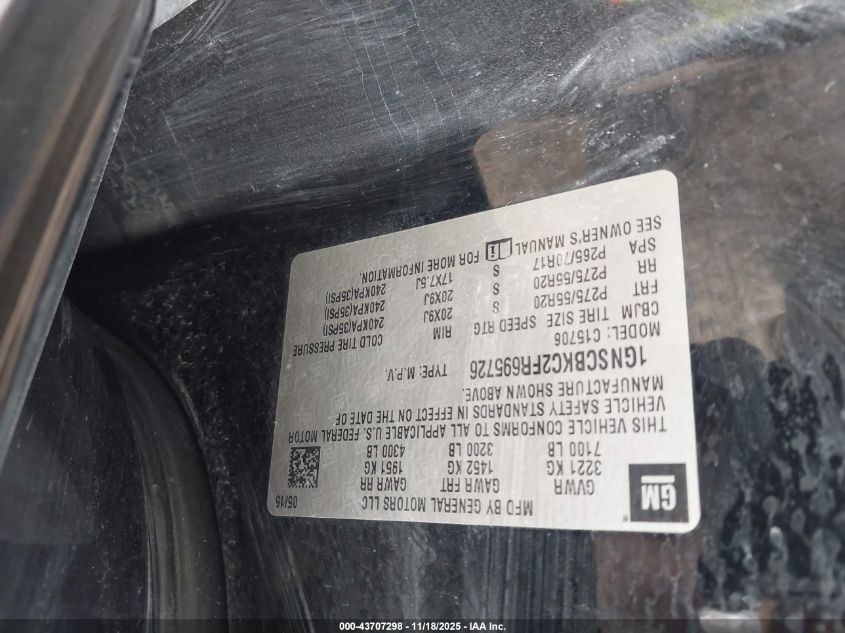 GM
MFD BY GENERAL MOTORS LLC 05/15
GVWR GAWR FRT GAWR RR
3221 KG 1452 KG 1951 KG
7100 LB 3200 LB 4300 LB
THIS VEHICLE CONFORMS TO ALL APPLICABLE U.S. FEDERAL MOTOR
VEHICLE SAFETY STANDARDS IN EFFECT ON THE DATE OF
MANUFACTURE SHOWN ABOVE.
1GNSCBKC2FR695726 TYPE: M.P.V.
MODEL: C15706
CBJM TIRE SIZE SPEED RTG RIM COLD TIRE PRESSURE
FRT P275/55R20 S 20X9J 240KPA(35PSI)
RR P275/55R20 S 20X9J 240KPA(35PSI)
SPA P265/70R17 S 17X7.5J 240KPA(35PSI)
SEE OWNER'S MANUAL FOR MORE INFORMATION.
000-43707298 - 11/18/2025 - IAA Inc.